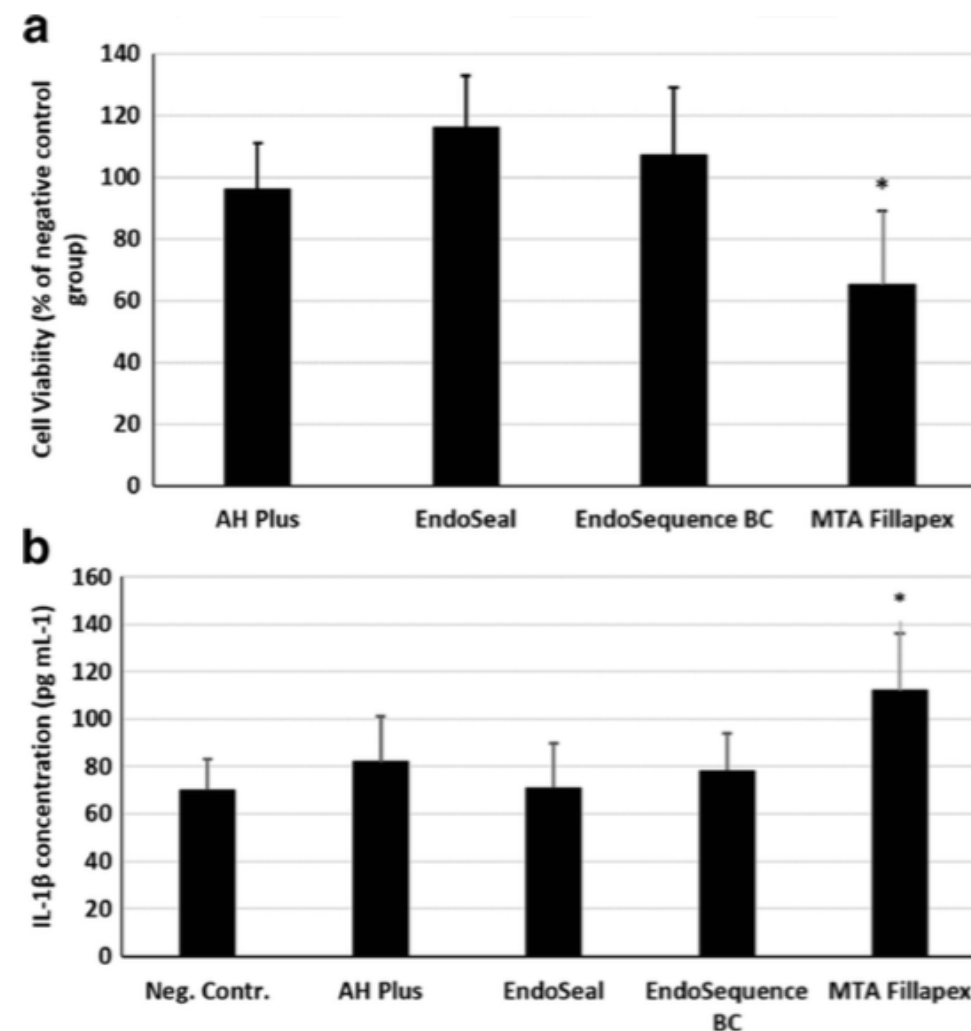 a
Cell Viabiity (% of negative control
group)
140
120
100
80
60
40
20
0
*
AH Plus EndoSeal EndoSequence BC MTA Fillapex
b
IL-1β concentration (pg mL-1)
160
140
120
100
80
60
40
20
0
*
Neg. Contr. AH Plus EndoSeal EndoSequence MTA Fillapex
BC